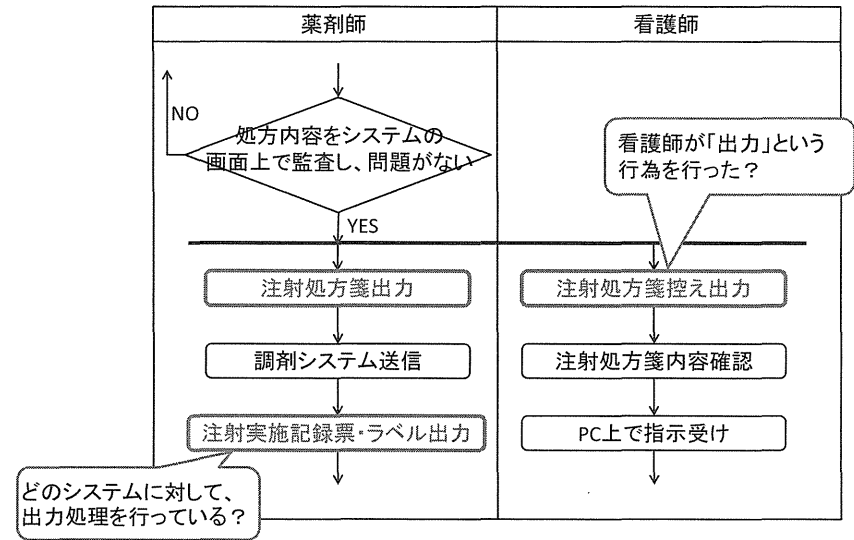 薬剤師
看護師
NO
処方内容をシステムの
画面上で監査し、問題がない
YES
看護師が「出力」という
行為を行った？
注射処方箋出力
注射処方箋控え出力
調剤システム送信
注射処方箋内容確認
注射実施記録票・ラベル出力
PC上で指示受け
どのシステムに対して、
出力処理を行っている？